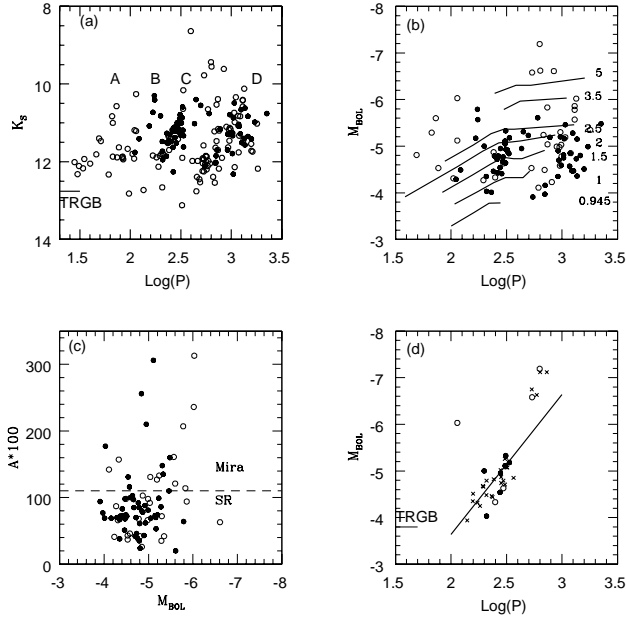 8
10
12
14
K_S
(a)
A B C D
TRGB
1.5 2 2.5 3 3.5
Log(P)
-8
-7
-6
-5
-4
-3
M_BOL
(b)
5
3.5
2.5
2
1.5
1
0.945
1.5 2 2.5 3 3.5
Log(P)
300
200
100
0
A*100
(c)
Mira
SR
-3 -4 -5 -6 -7 -8
M_BOL
-8
-7
-6
-5
-4
-3
M_BOL
(d)
TRGB
1.5 2 2.5 3 3.5
Log(P)